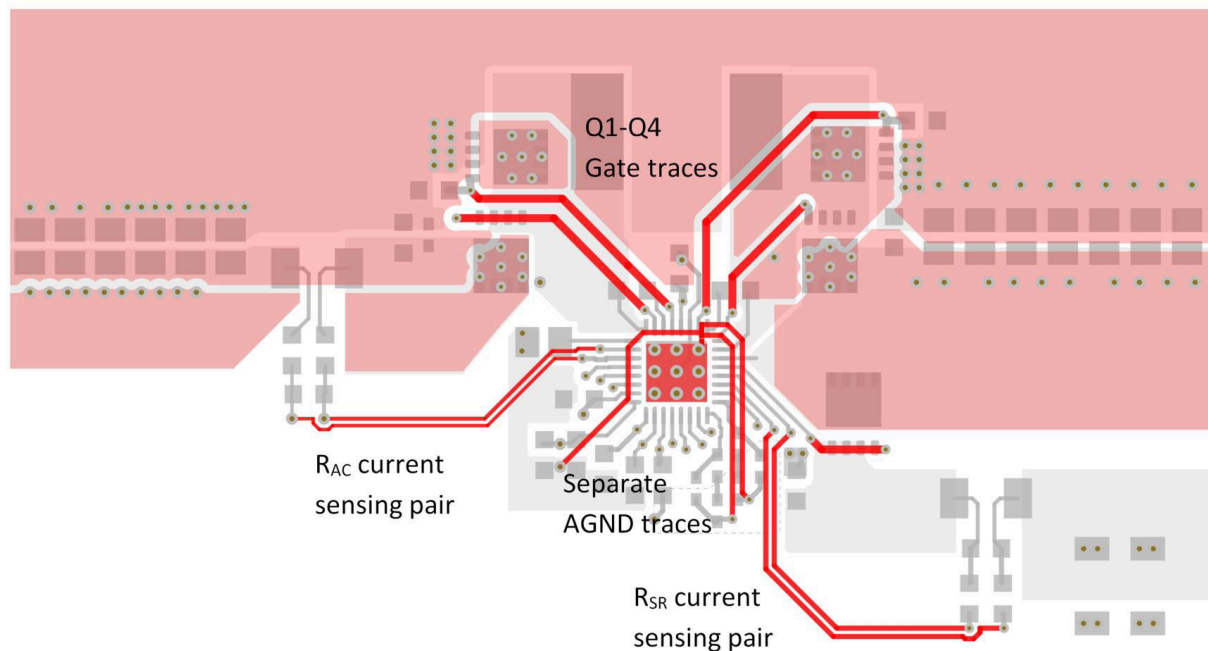 Q1-Q4
Gate traces
RAC current
sensing pair
Separate
AGND traces
RSR current
sensing pair